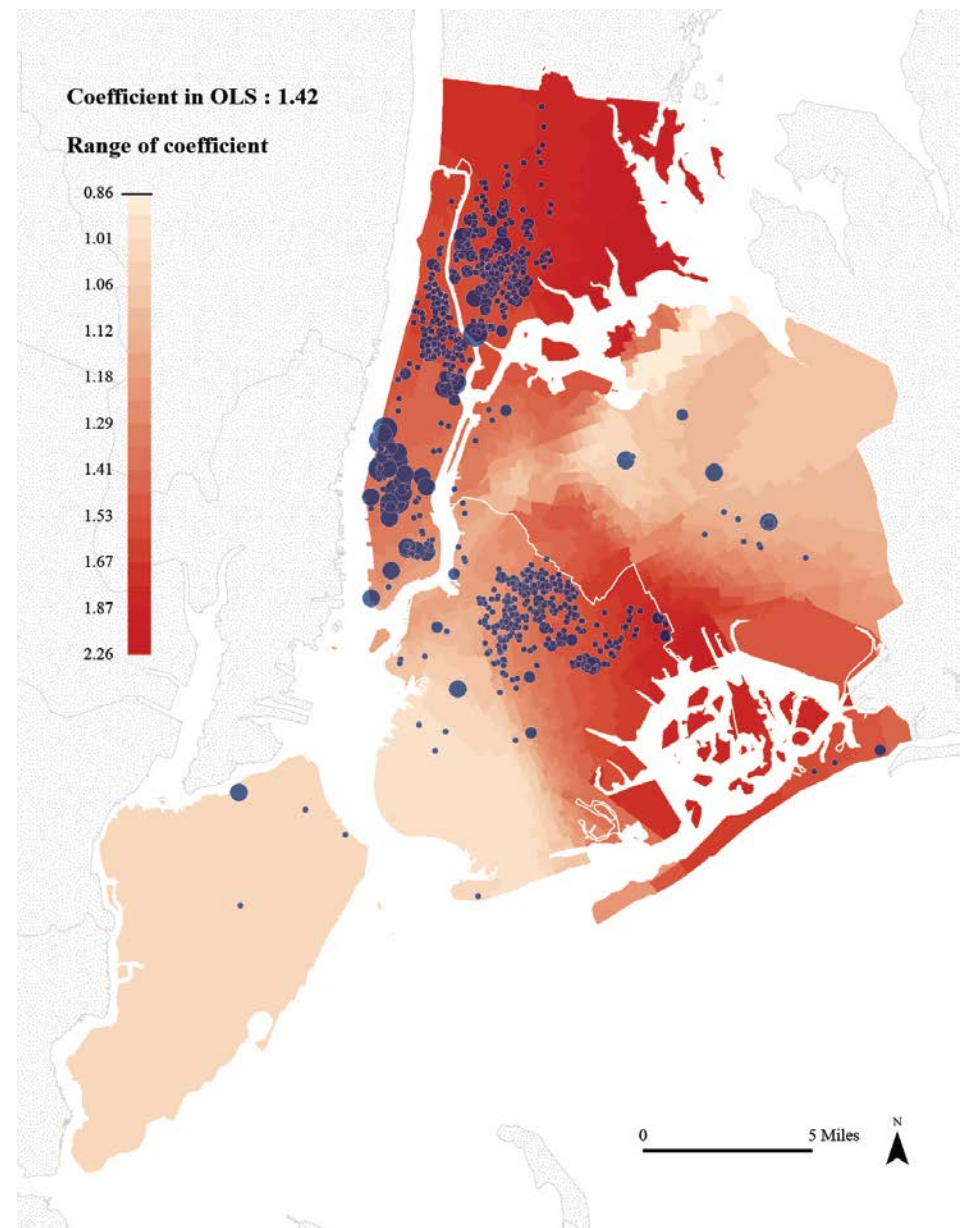 Coefficient in OLS : 1.42
Range of coefficient
0.86
1.01
1.06
1.12
1.18
1.29
1.41
1.53
1.67
1.87
2.26
N
0 5 Miles